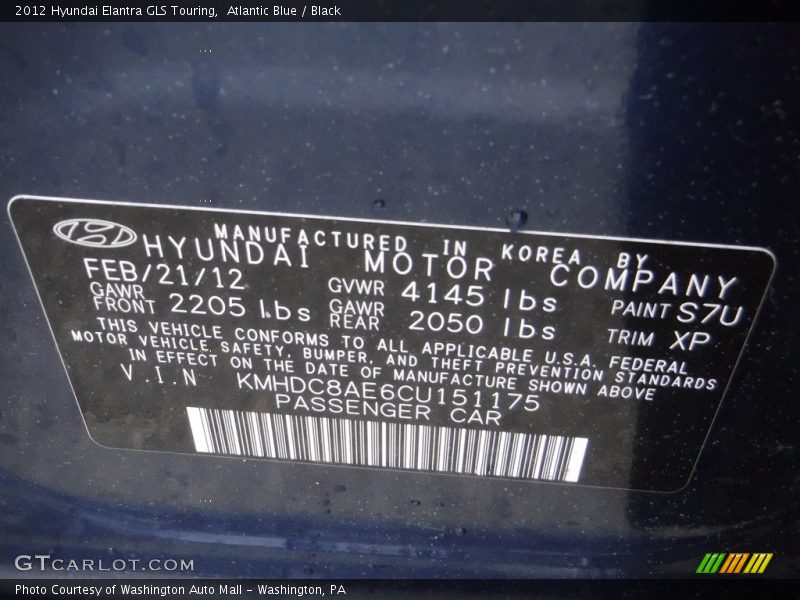 2012 Hyundai Elantra GLS Touring,  Atlantic Blue / Black
MANUFACTURED IN KOREA BY
HYUNDAI MOTOR COMPANY
FEB/21/12 GVWR 4145 lbs PAINT S7U
GAWR FRONT 2205 lbs GAWR REAR 2050 lbs TRIM XP
THIS VEHICLE CONFORMS TO ALL APPLICABLE U.S.A. FEDERAL
MOTOR VEHICLE SAFETY, BUMPER, AND THEFT PREVENTION STANDARDS
IN EFFECT ON THE DATE OF MANUFACTURE SHOWN ABOVE
V.I.N KMHDC8AE6CU151175
PASSENGER CAR
GTCARLOT.COM
Photo Courtesy of Washington Auto Mall - Washington, PA